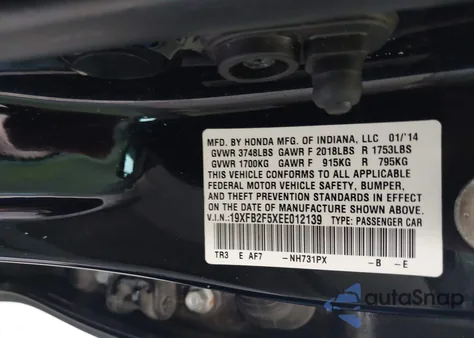 MFD. BY HONDA MFG. OF INDIANA, LLC 01/'14
GVWR 3748LBS GAWR F 2018LBS R 1753LBS
GVWR 1700KG GAWR F 915KG R 795KG
THIS VEHICLE CONFORMS TO ALL APPLICABLE
FEDERAL MOTOR VEHICLE SAFETY, BUMPER,
AND THEFT PREVENTION STANDARDS IN EFFECT
ON THE DATE OF MANUFACTURE SHOWN ABOVE.
V.I.N.:19XFB2F5XEE012139 TYPE: PASSENGER CAR
TR3 E AF7 -NH731PX -B -E
autoSnap